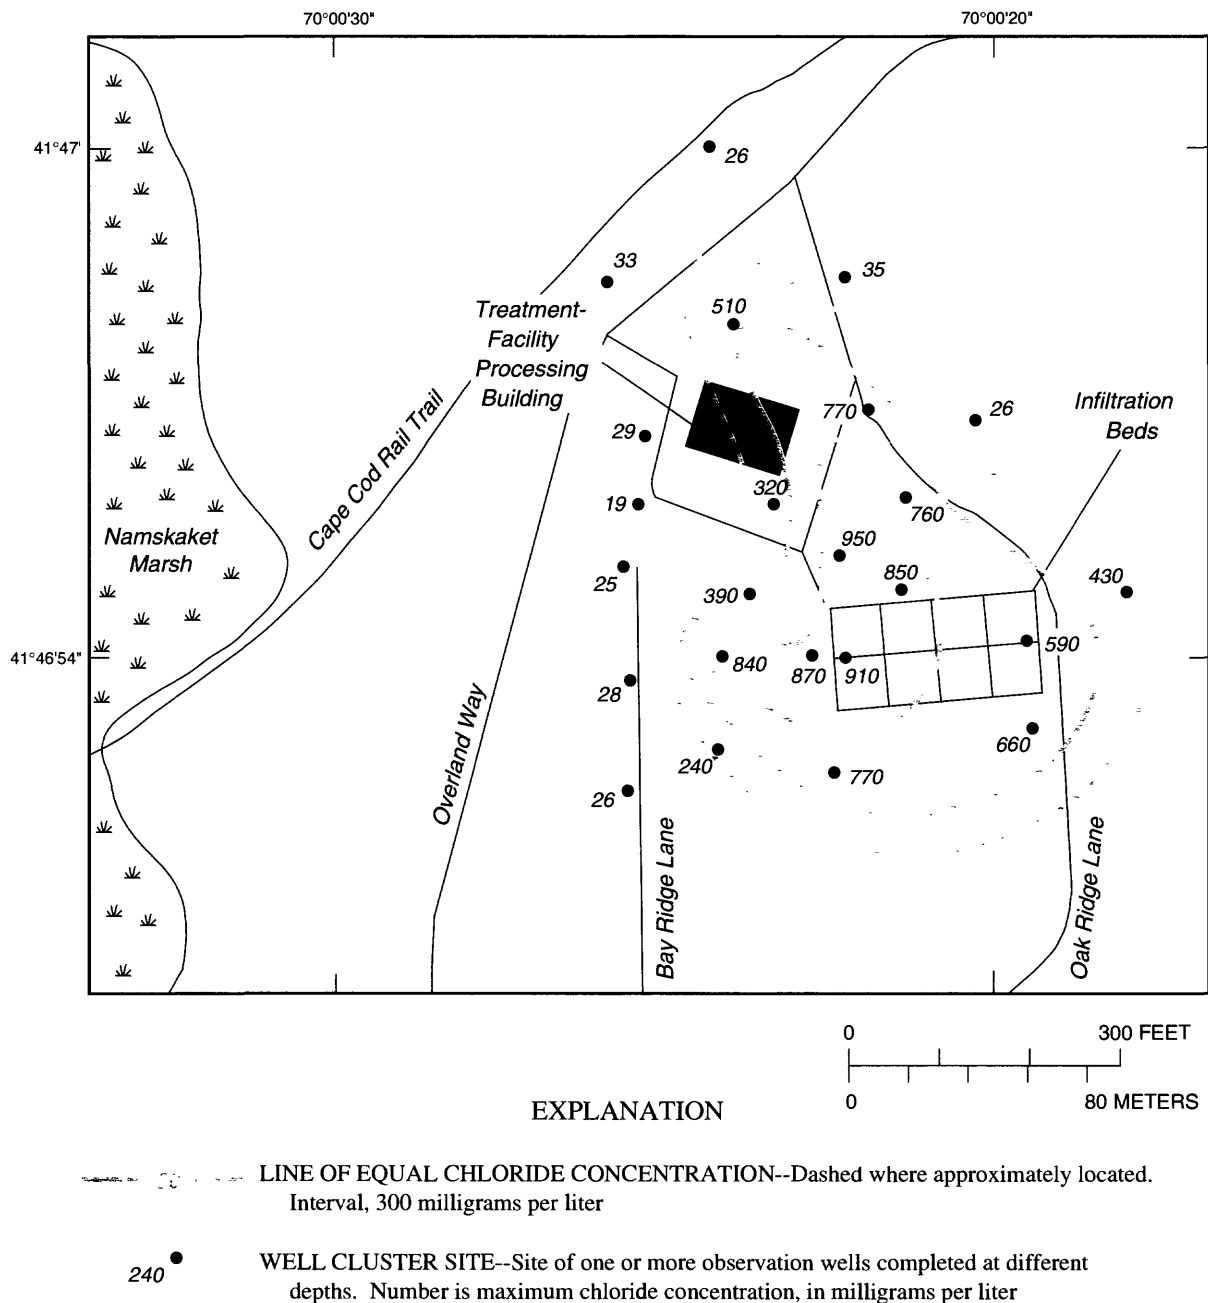 70°00'30"
70°00'20"
41°47'
26
33
35
Treatment-
Facility
Processing
Building
510
770
26
Infiltration
Beds
29
Cape Cod Rail Trail
320
19
760
Namskaket
Marsh
950
25
390
850
430
41°46'54"
840
870
910
590
28
Overland Way
240
660
26
770
Bay Ridge Lane
Oak Ridge Lane
0
300 FEET
0
80 METERS
EXPLANATION
LINE OF EQUAL CHLORIDE CONCENTRATION--Dashed where approximately located.
Interval, 300 milligrams per liter
240
WELL CLUSTER SITE--Site of one or more observation wells completed at different
depths. Number is maximum chloride concentration, in milligrams per liter